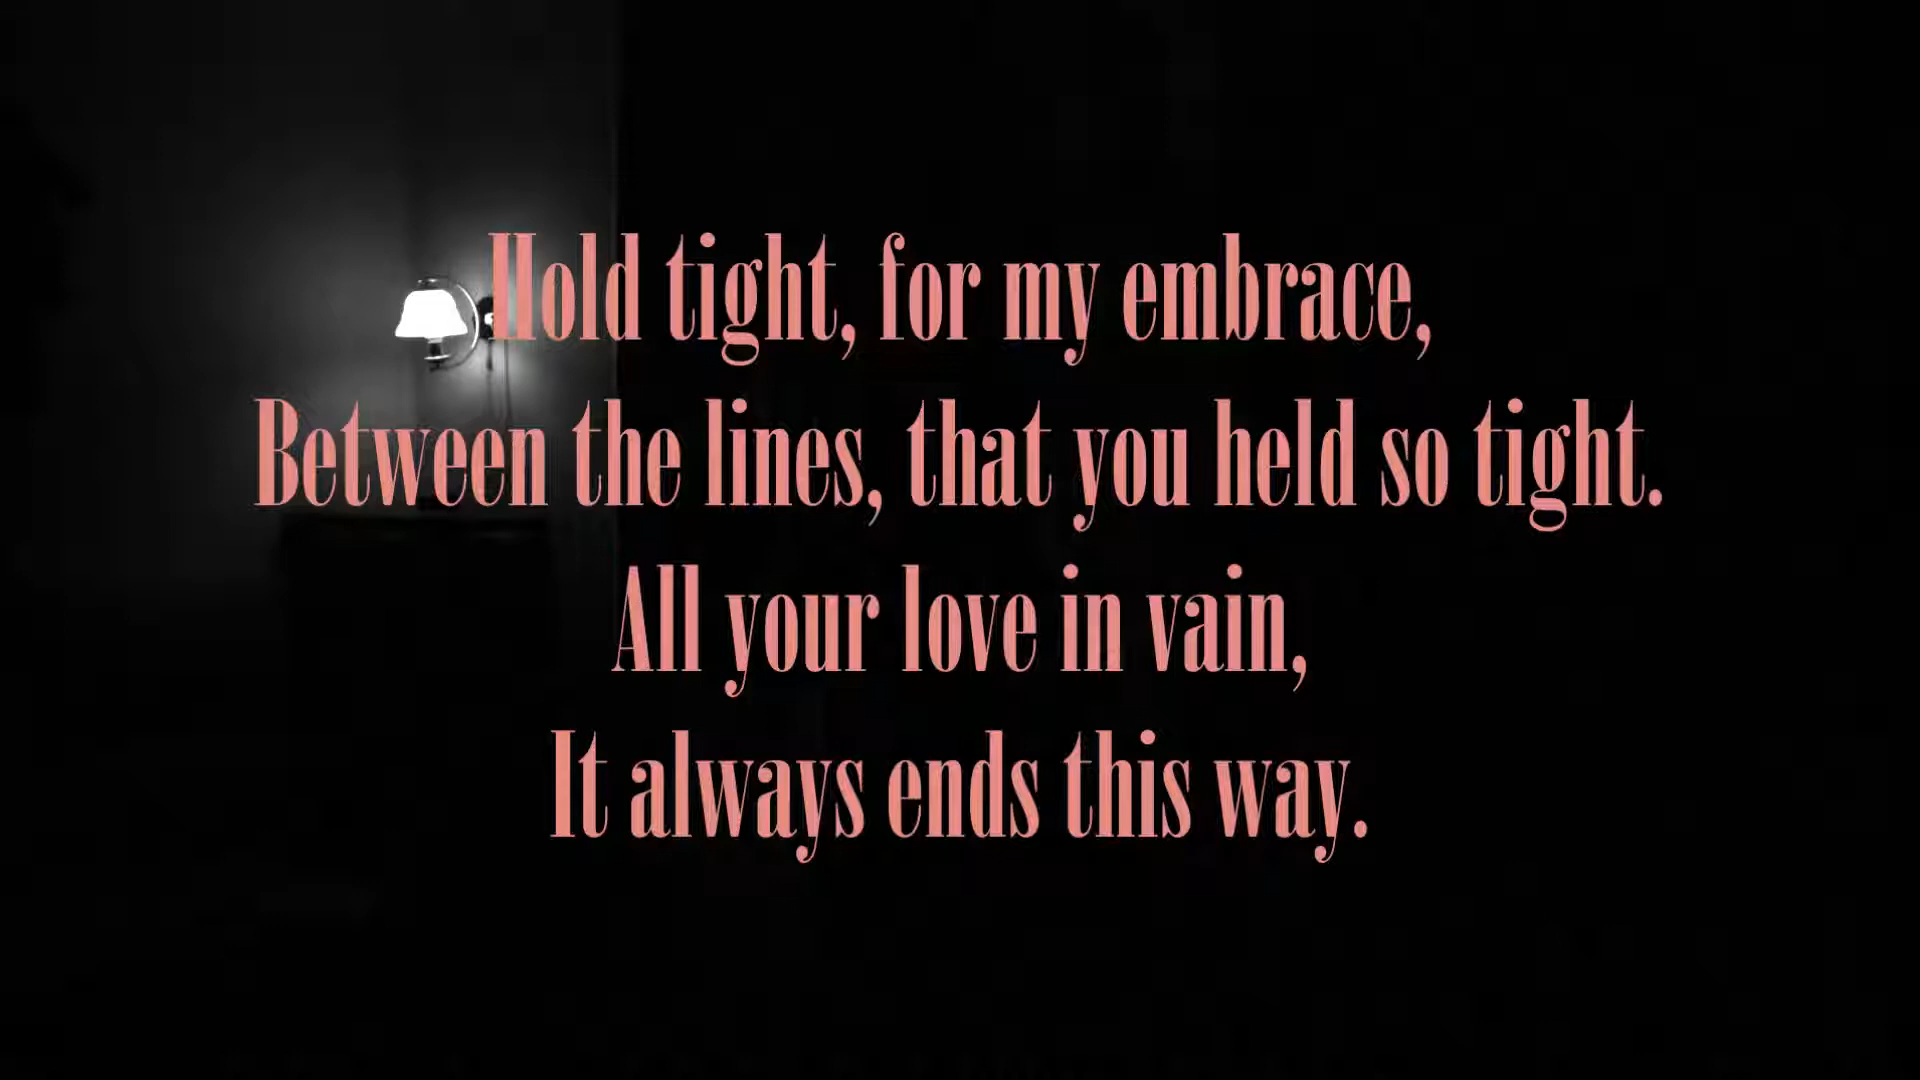 Hold tight, for my embrace,
Between the lines, that you held so tight.
All your love in vain,
It always ends this way.